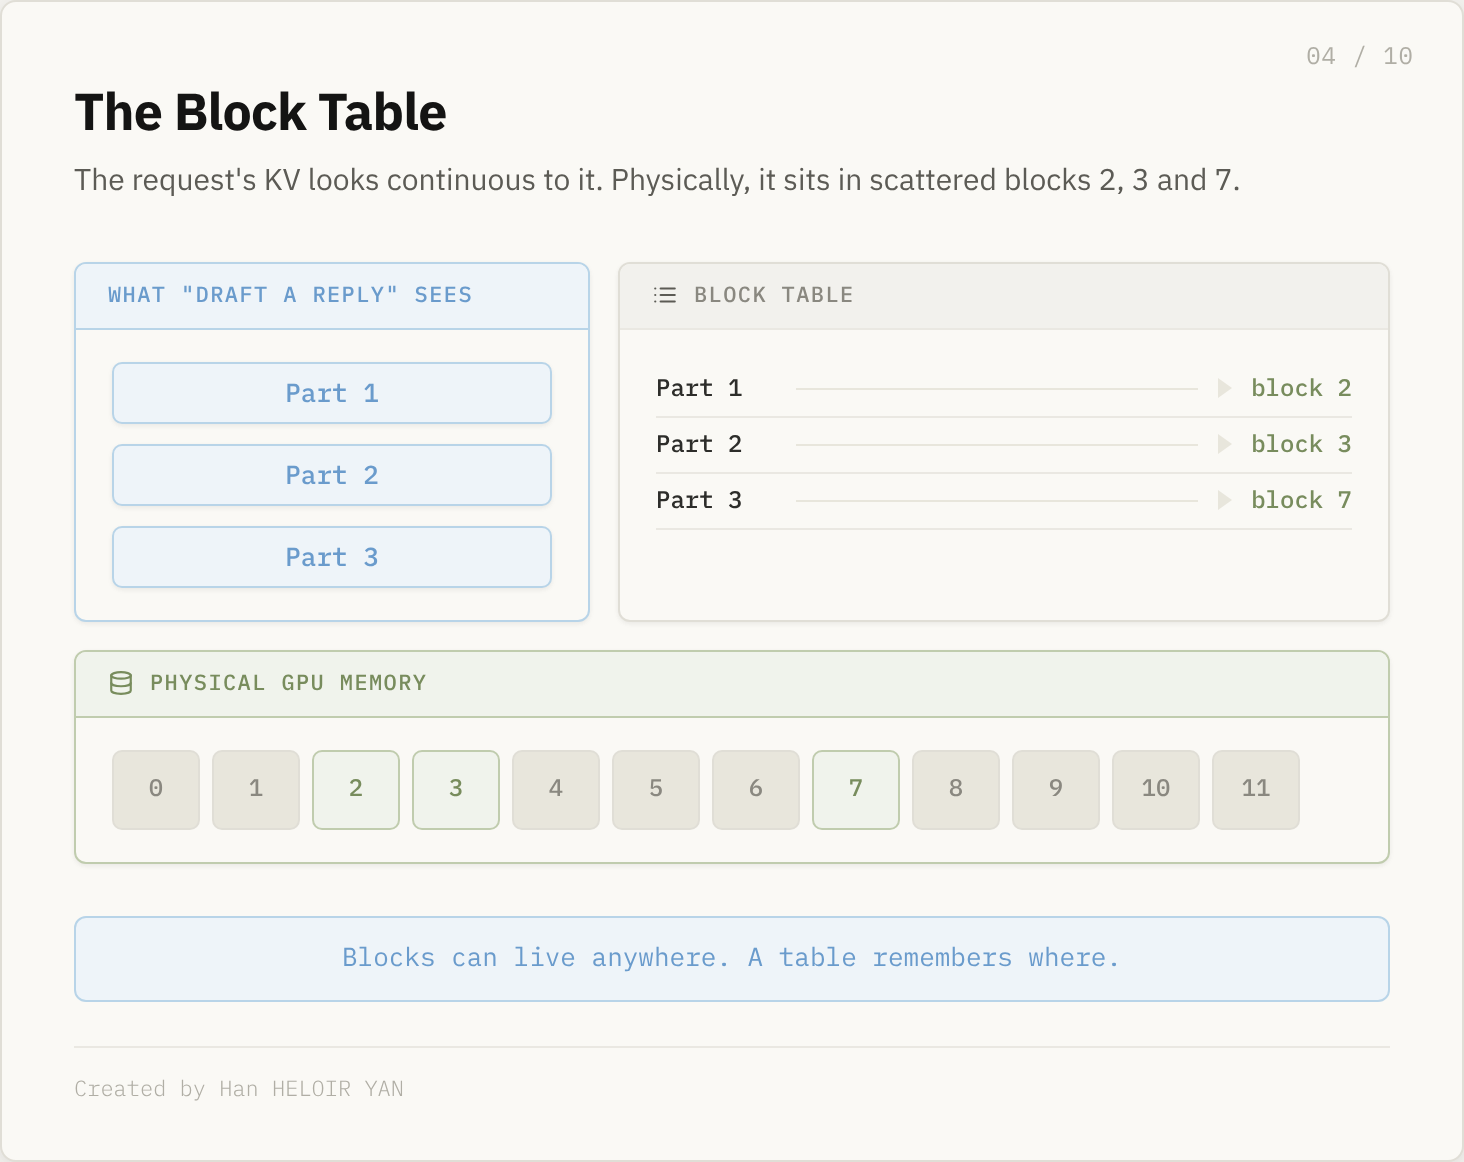 04 / 10
The Block Table
The request's KV looks continuous to it. Physically, it sits in scattered blocks 2, 3 and 7.
WHAT "DRAFT A REPLY" SEES
Part 1
Part 2
Part 3
BLOCK TABLE
Part 1 block 2
Part 2 block 3
Part 3 block 7
PHYSICAL GPU MEMORY
0 1 2 3 4 5 6 7 8 9 10 11
Blocks can live anywhere. A table remembers where.
Created by Han HELOIR YAN